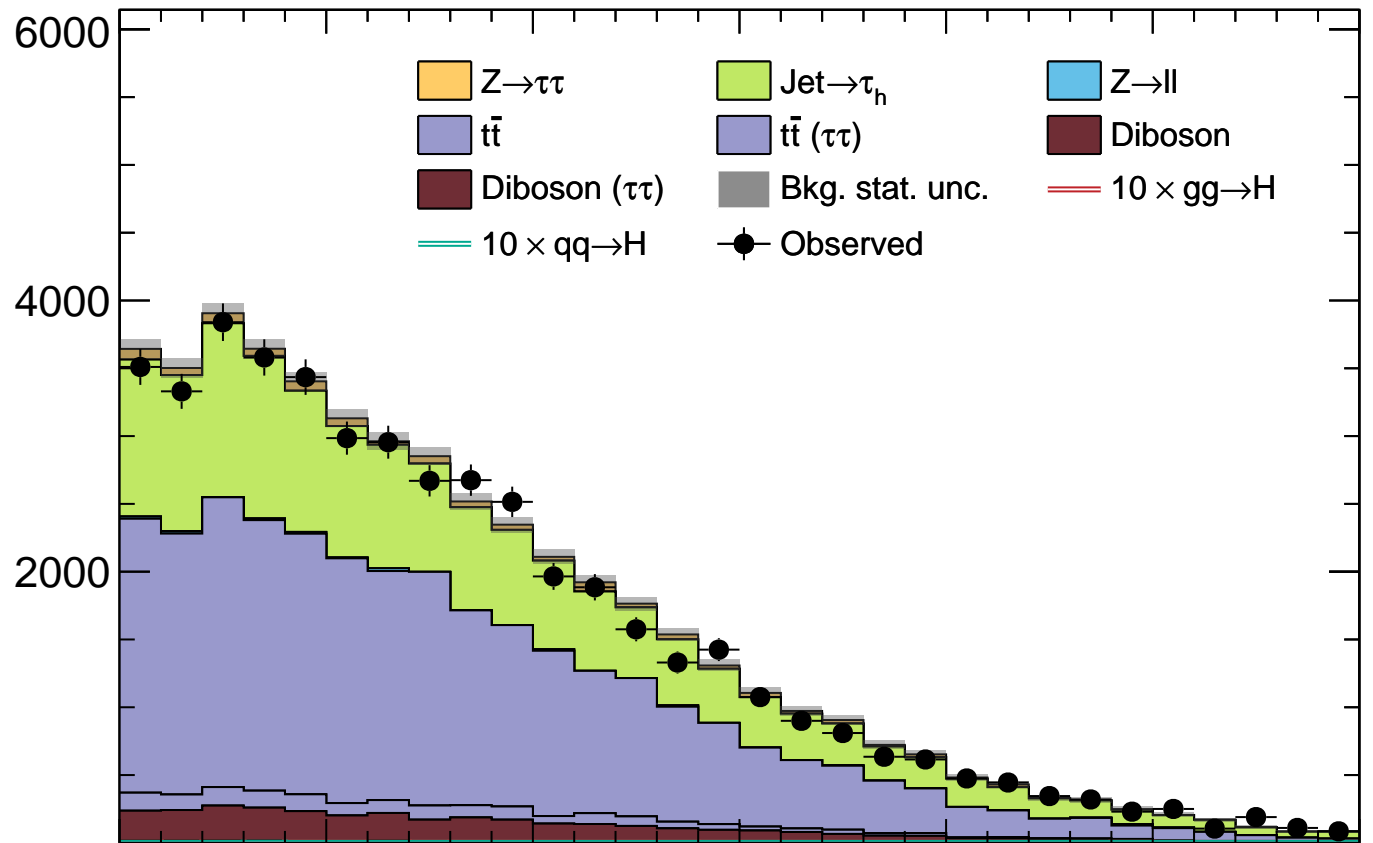 6000
Z→ττ Jet→τh Z→ll
tt̄ tt̄ (ττ) Diboson
Diboson (ττ) Bkg. stat. unc. 10 × gg→H
10 × qq→H Observed
4000
2000